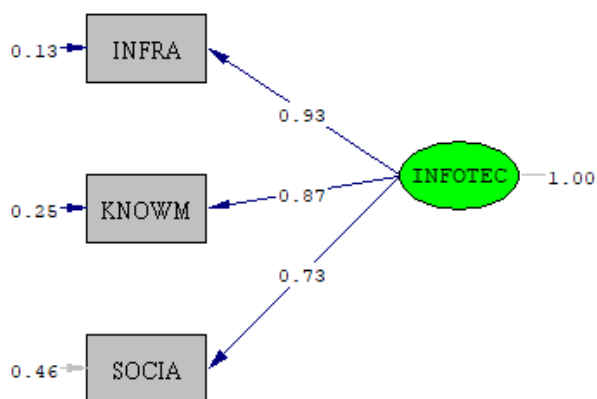 0.13
INFRA
0.93
INFOTEC
1.00
0.25
KNOWM
0.87
0.73
0.46
SOCIA